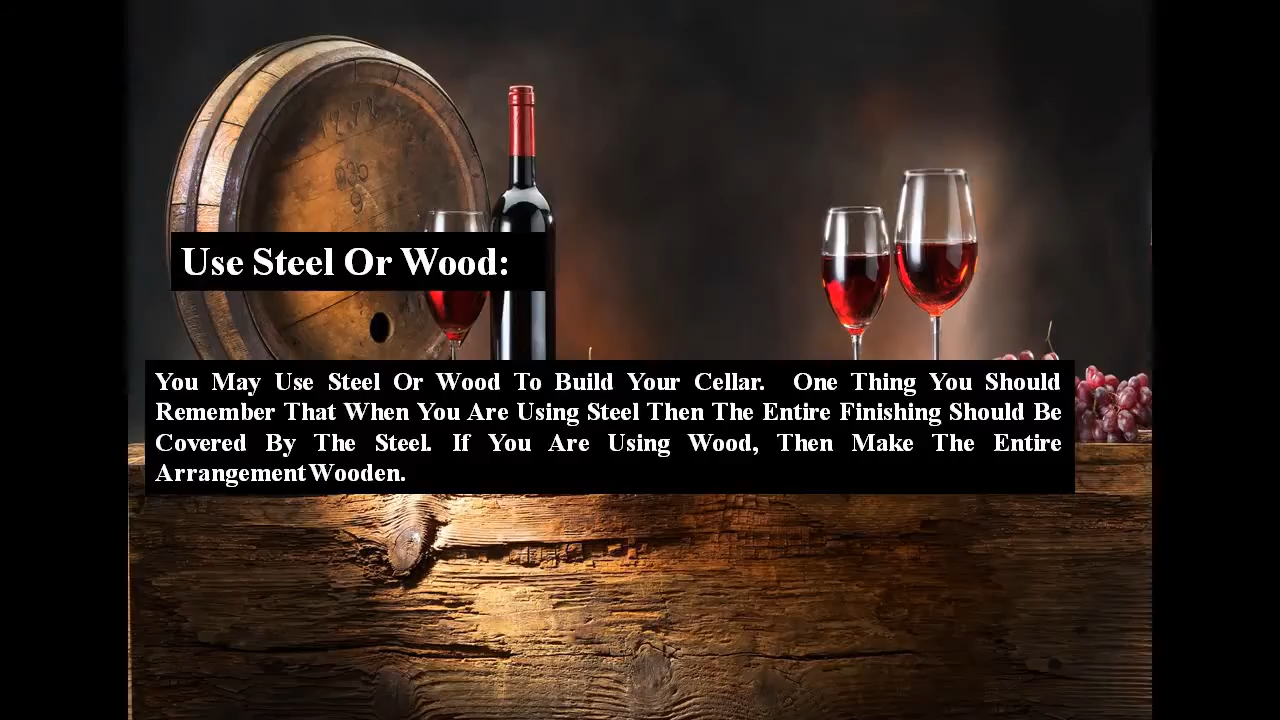 Use Steel Or Wood:
You May Use Steel Or Wood To Build Your Cellar. One Thing You Should
Remember That When You Are Using Steel Then The Entire Finishing Should Be
Covered By The Steel. If You Are Using Wood, Then Make The Entire
Arrangement Wooden.